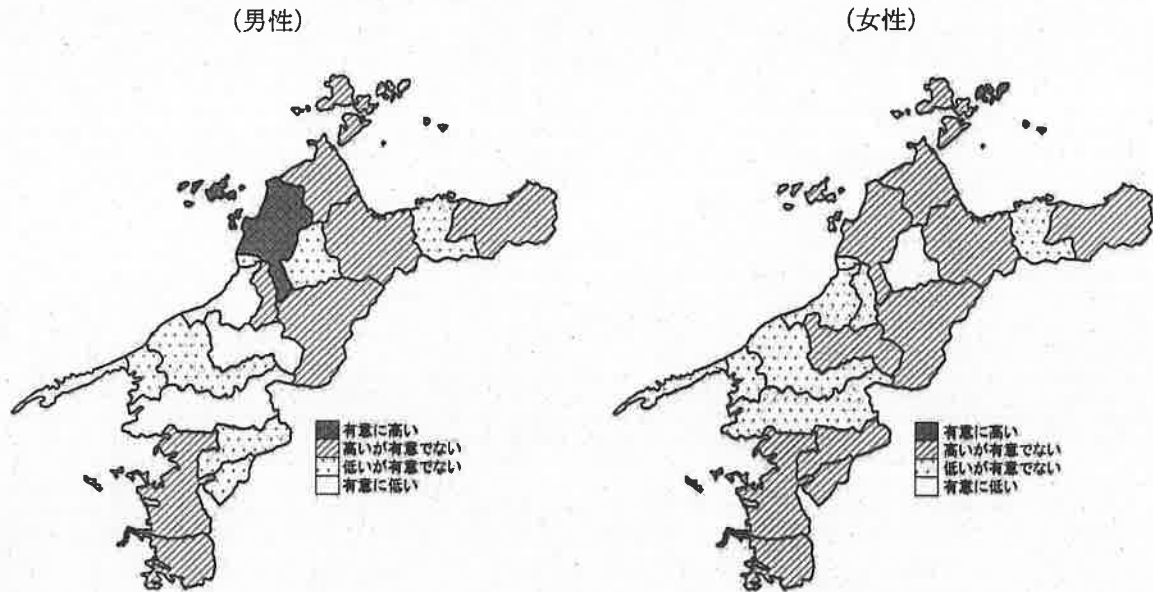 (男性)
(女性)
有意に高い
高いが有意でない
低いが有意でない
有意に低い
有意に高い
高いが有意でない
低いが有意でない
有意に低い